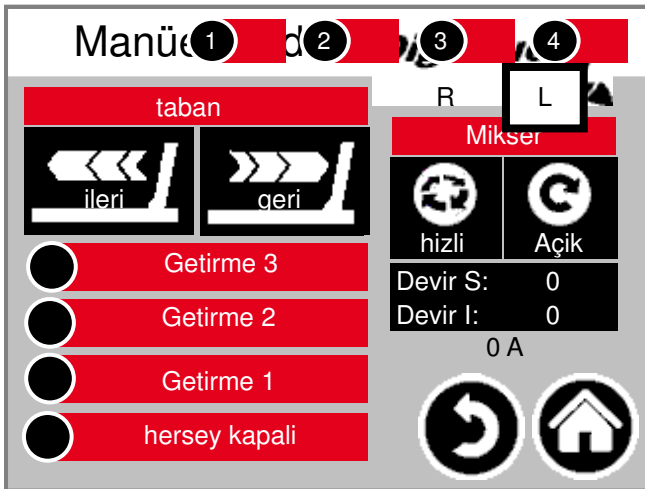 1 2 3 4
R L
taban
Mikser
ileri geri
hizli Açik
Getirme 3
Devir S: 0
Getirme 2
Devir I: 0
0 A
Getirme 1
hersey kapali